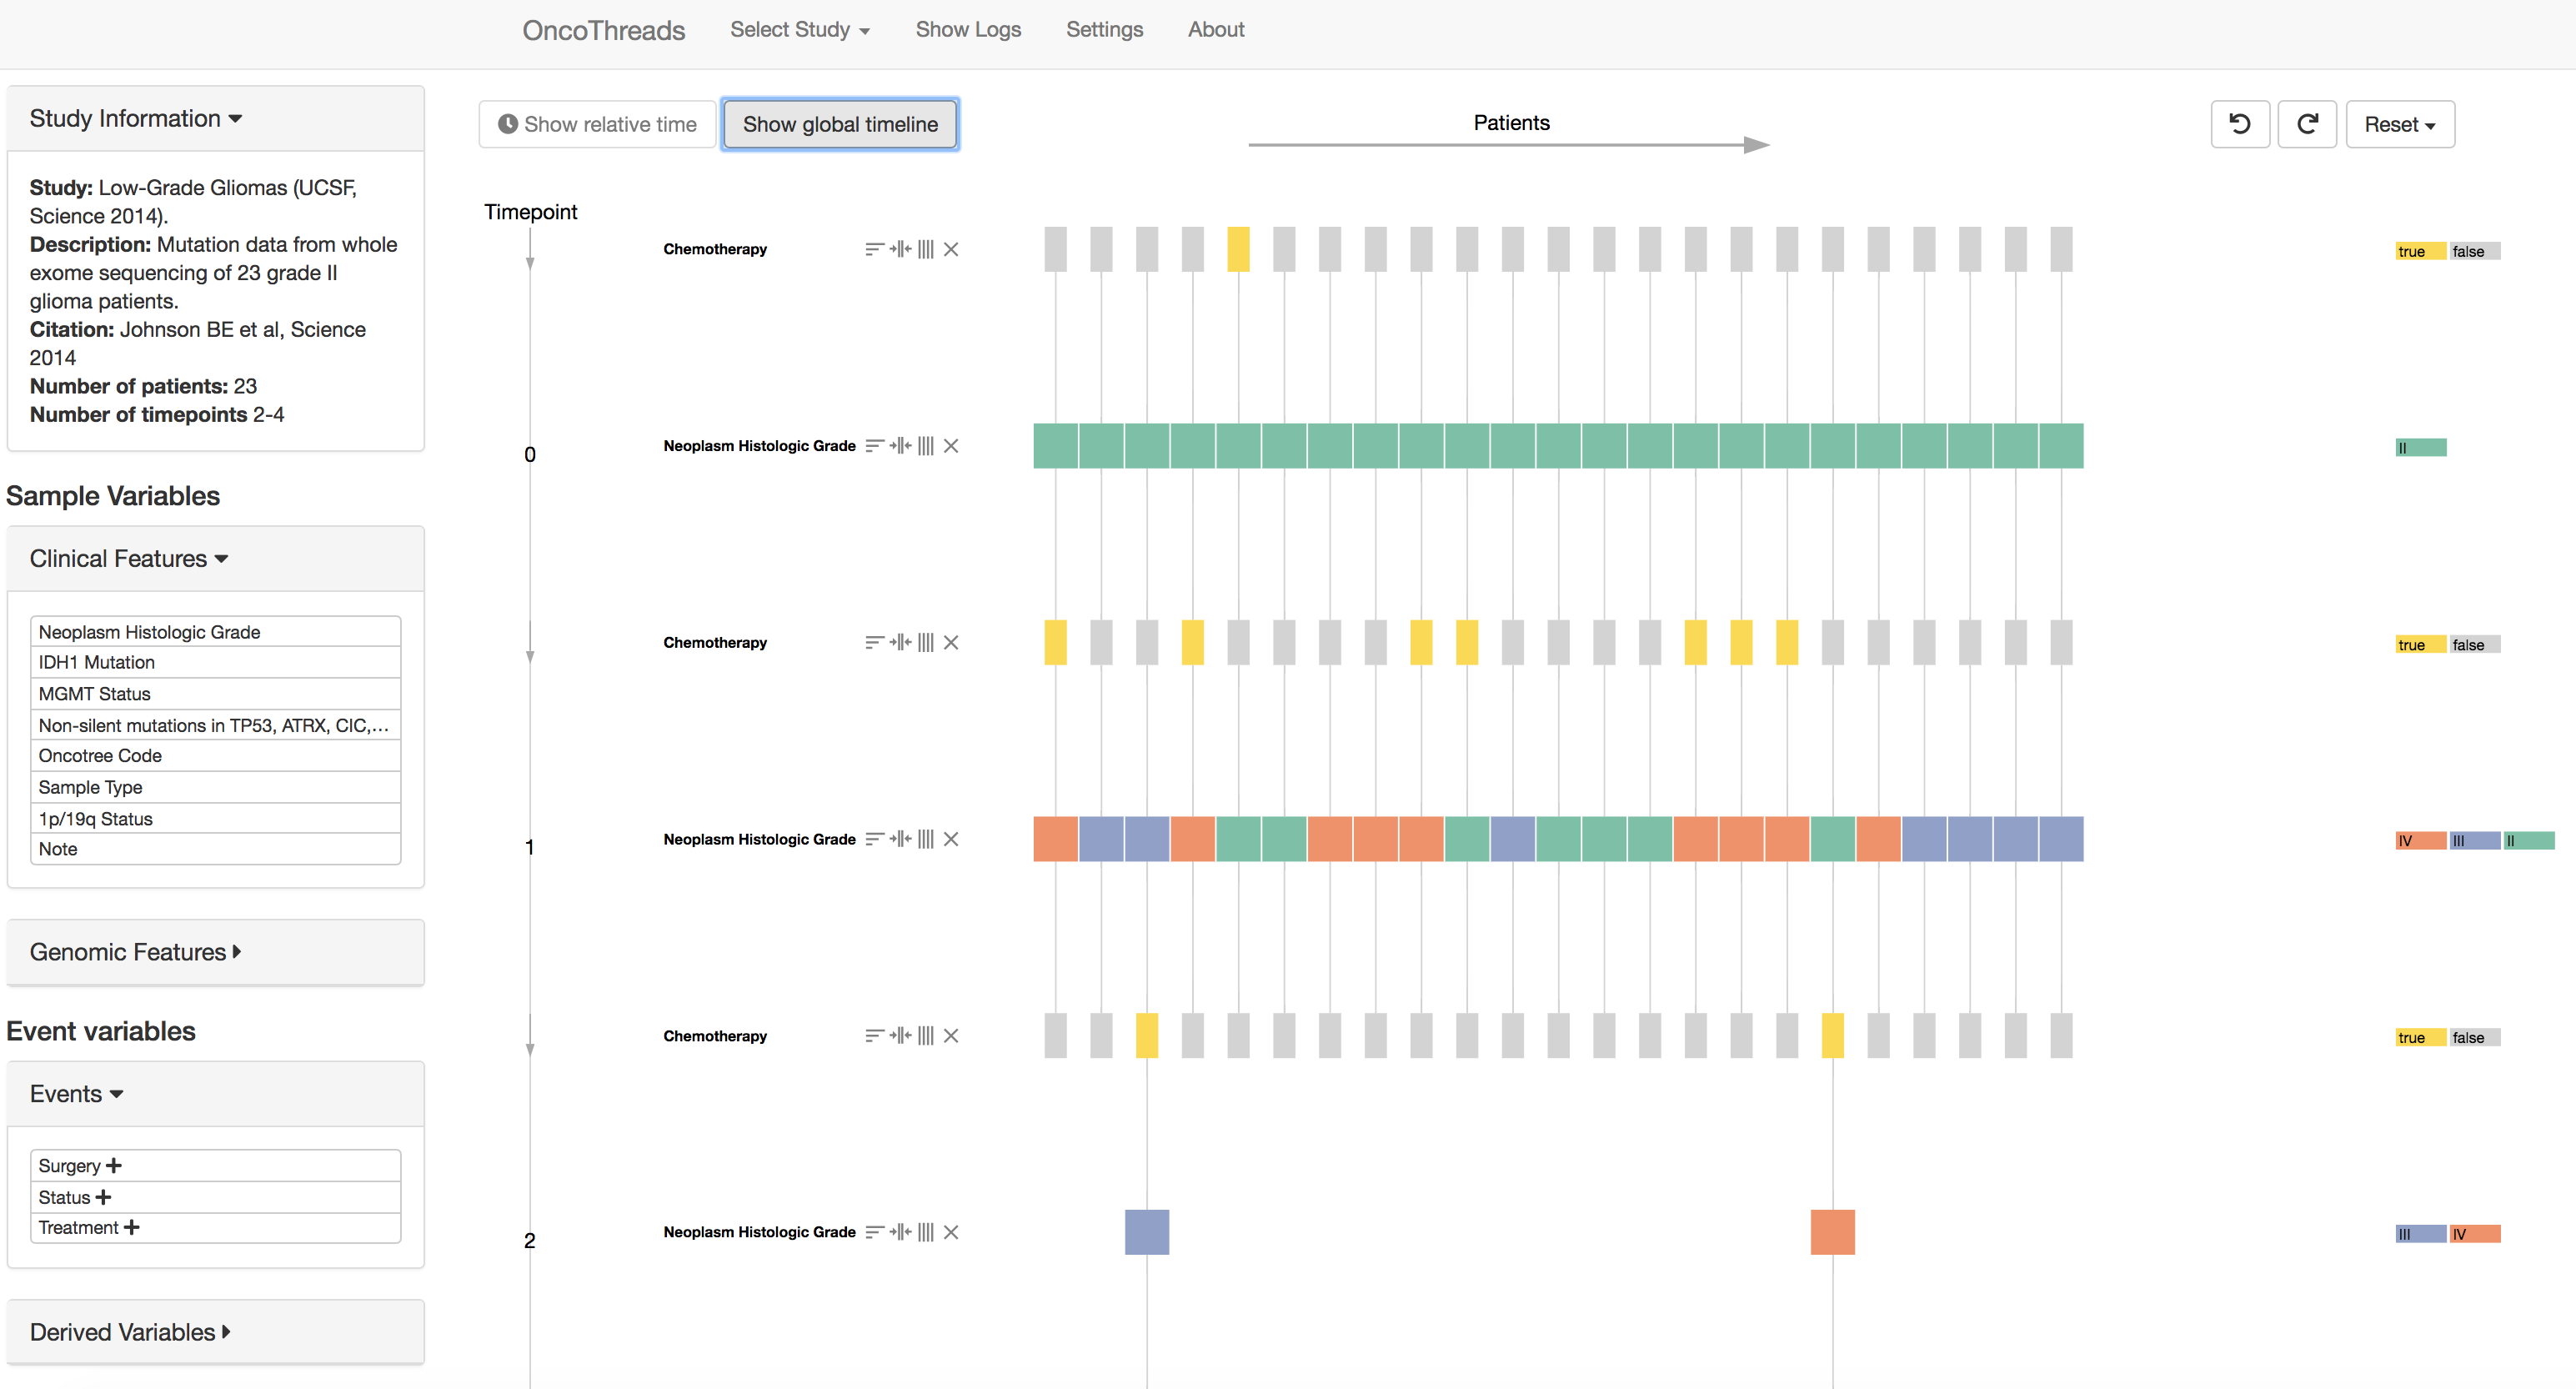 OncoThreads Select Study Show Logs Settings About
Study Information
Study: Low-Grade Gliomas (UCSF,
Science 2014).
Description: Mutation data from whole
exome sequencing of 23 grade II
glioma patients.
Citation: Johnson BE et al, Science
2014
Number of patients: 23
Number of timepoints 2-4
Sample Variables
Clinical Features
Neoplasm Histologic Grade
IDH1 Mutation
MGMT Status
Non-silent mutations in TP53, ATRX, CIC,...
Oncotree Code
Sample Type
1p/19q Status
Note
Genomic Features
Event variables
Events
Surgery
Status
Treatment
Derived Variables
Show relative time Show global timeline
Patients
Reset
Timepoint
Chemotherapy
true false
0 Neoplasm Histologic Grade
II
Chemotherapy
true false
1 Neoplasm Histologic Grade
IV III II
Chemotherapy
true false
2 Neoplasm Histologic Grade
III IV